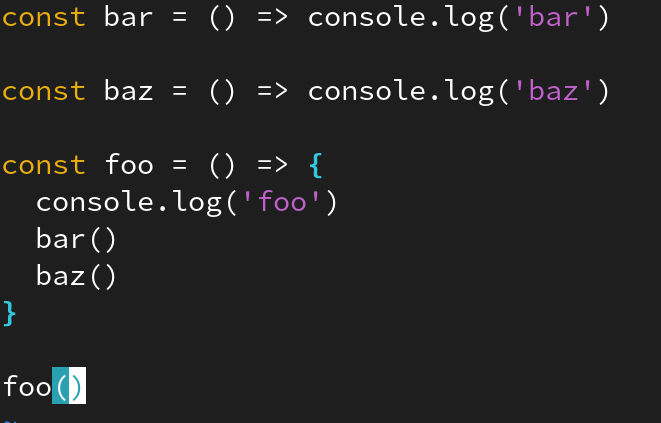 const bar = () => console.log('bar')
const baz = () => console.log('baz')
const foo = () => {
  console.log('foo')
  bar()
  baz()
}
foo()
~